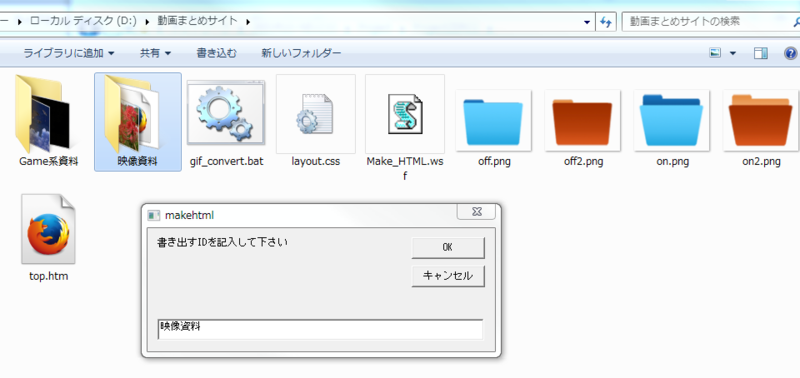 ー ▶ ローカル ディスク (D:) ▶ 動画まとめサイト ▶
動画まとめサイトの検索
ライブラリに追加 ▼ 共有 ▼ 書き込む 新しいフォルダー
Game系資料
映像資料
gif_convert.bat
layout.css
Make_HTML.ws
f
off.png
off2.png
on.png
on2.png
top.htm
makehtml
書き出すIDを記入して下さい
OK
キャンセル
映像資料